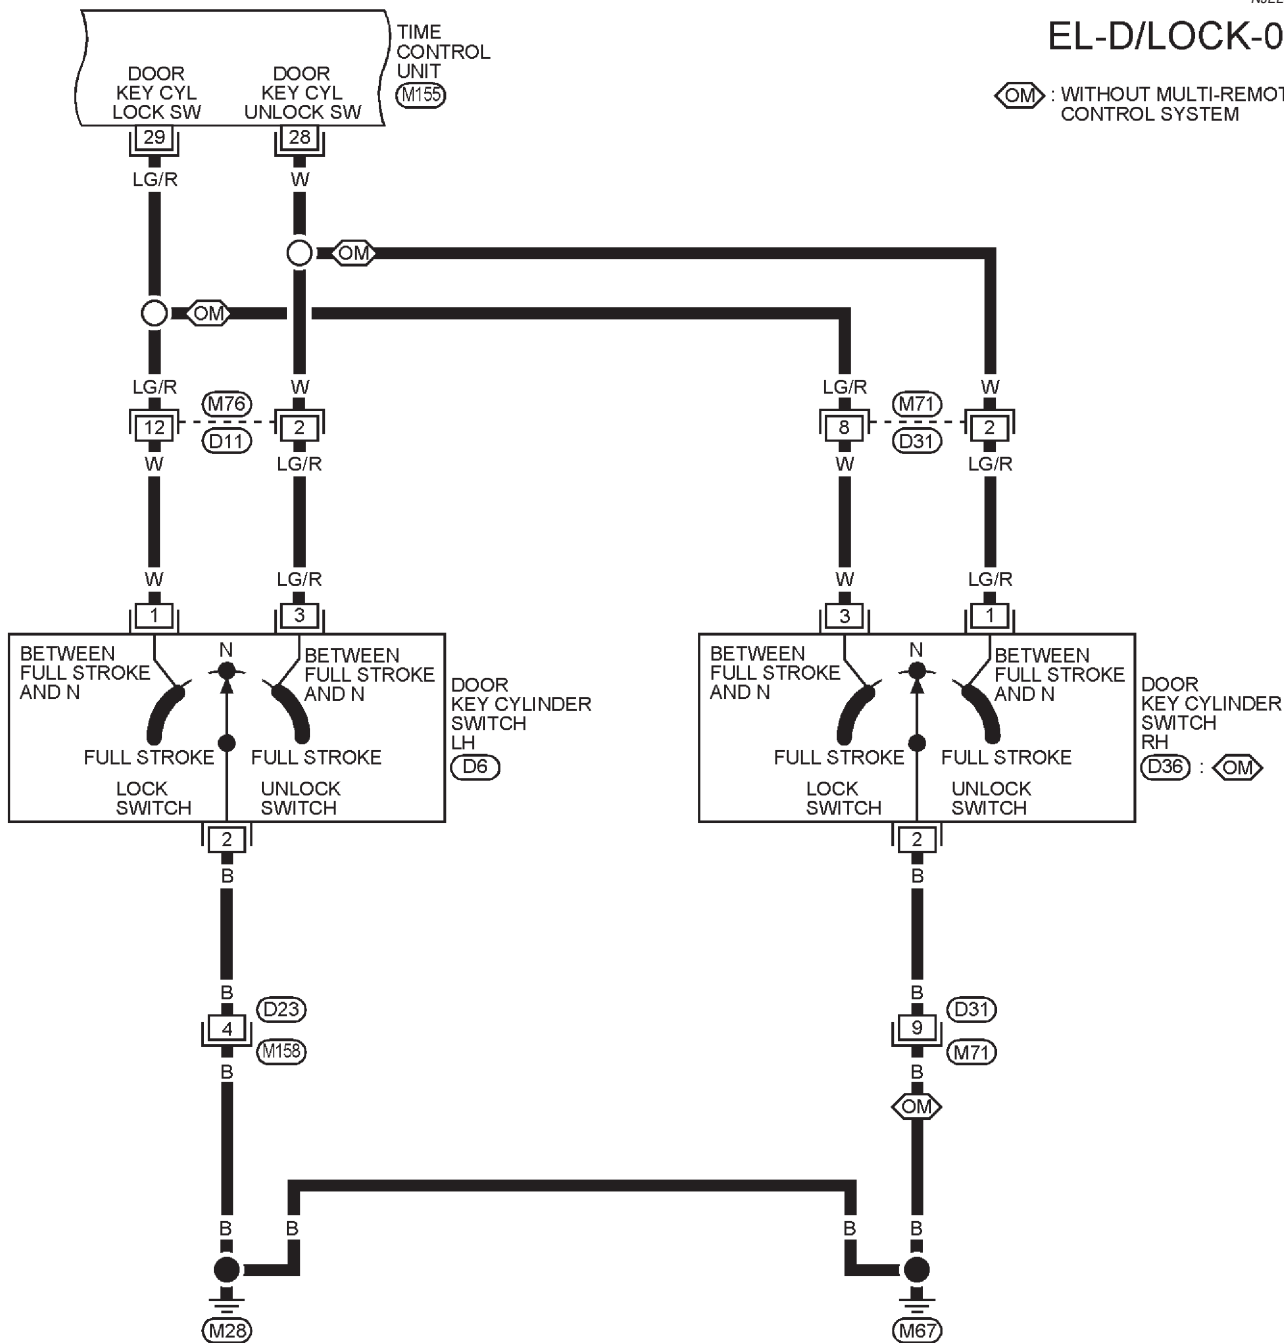 EL-D/LOCK-0
OM : WITHOUT MULTI-REMOT
CONTROL SYSTEM
TIME
CONTROL
UNIT
M155
DOOR
KEY CYL
LOCK SW
DOOR
KEY CYL
UNLOCK SW
29
28
LG/R
W
OM
OM
LG/R
W
LG/R
W
12
M76
D11
2
8
M71
D31
2
W
LG/R
W
LG/R
W
LG/R
W
LG/R
1
3
3
1
BETWEEN
FULL STROKE
AND N
N
BETWEEN
FULL STROKE
AND N
FULL STROKE
FULL STROKE
LOCK
SWITCH
UNLOCK
SWITCH
DOOR
KEY CYLINDER
SWITCH
LH
D6
BETWEEN
FULL STROKE
AND N
N
BETWEEN
FULL STROKE
AND N
FULL STROKE
FULL STROKE
LOCK
SWITCH
UNLOCK
SWITCH
DOOR
KEY CYLINDER
SWITCH
RH
D36 : OM
2
2
B
B
B
B
4
D23
M158
9
D31
M71
B
B
OM
B
B
B
B
M28
M67